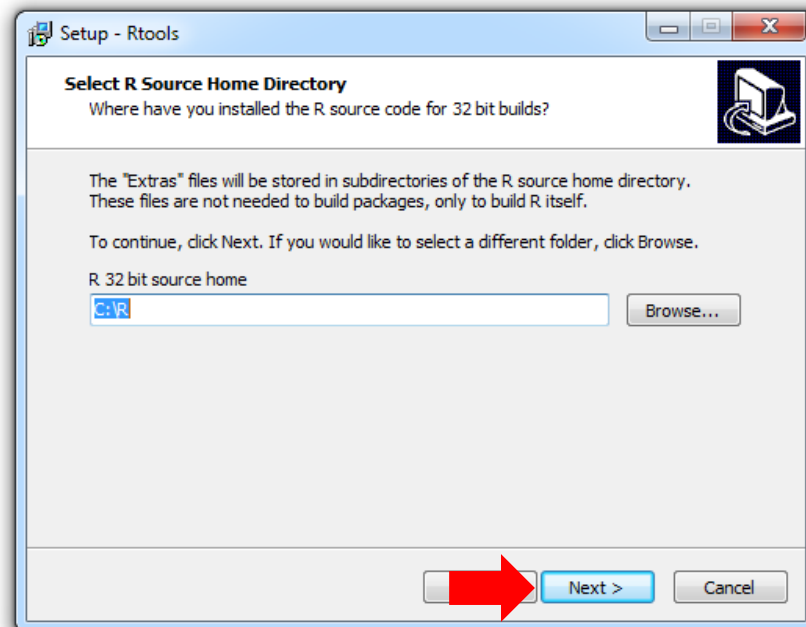 Setup - Rtools
Select R Source Home Directory
Where have you installed the R source code for 32 bit builds?
The "Extras" files will be stored in subdirectories of the R source home directory.
These files are not needed to build packages, only to build R itself.
To continue, click Next. If you would like to select a different folder, click Browse.
R 32 bit source home
C:\R
Browse...
Next >
Cancel